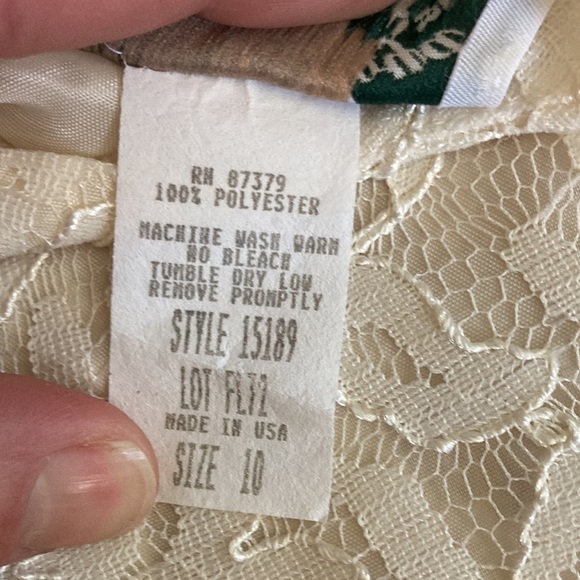 RN 87379
100% POLYESTER
MACHINE WASH WARM
NO BLEACH
TUMBLE DRY LOW
REMOVE PROMPTLY
STYLE 15189
LOT FL72
MADE IN USA
SIZE 10